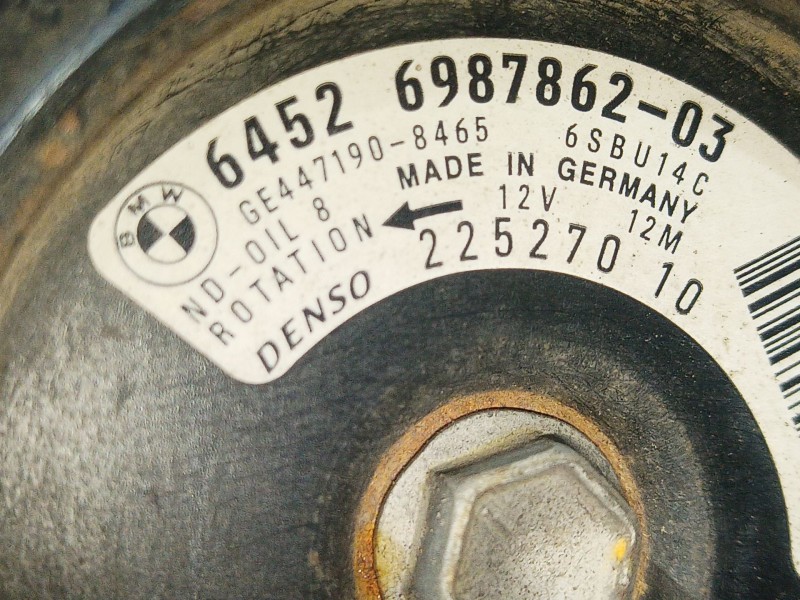 6452 6987862-03
GE447190-8465 6SBU14C
BMW
MADE IN GERMANY
ND-OIL 8 12V 12M
ROTATION 225270 10
DENSO